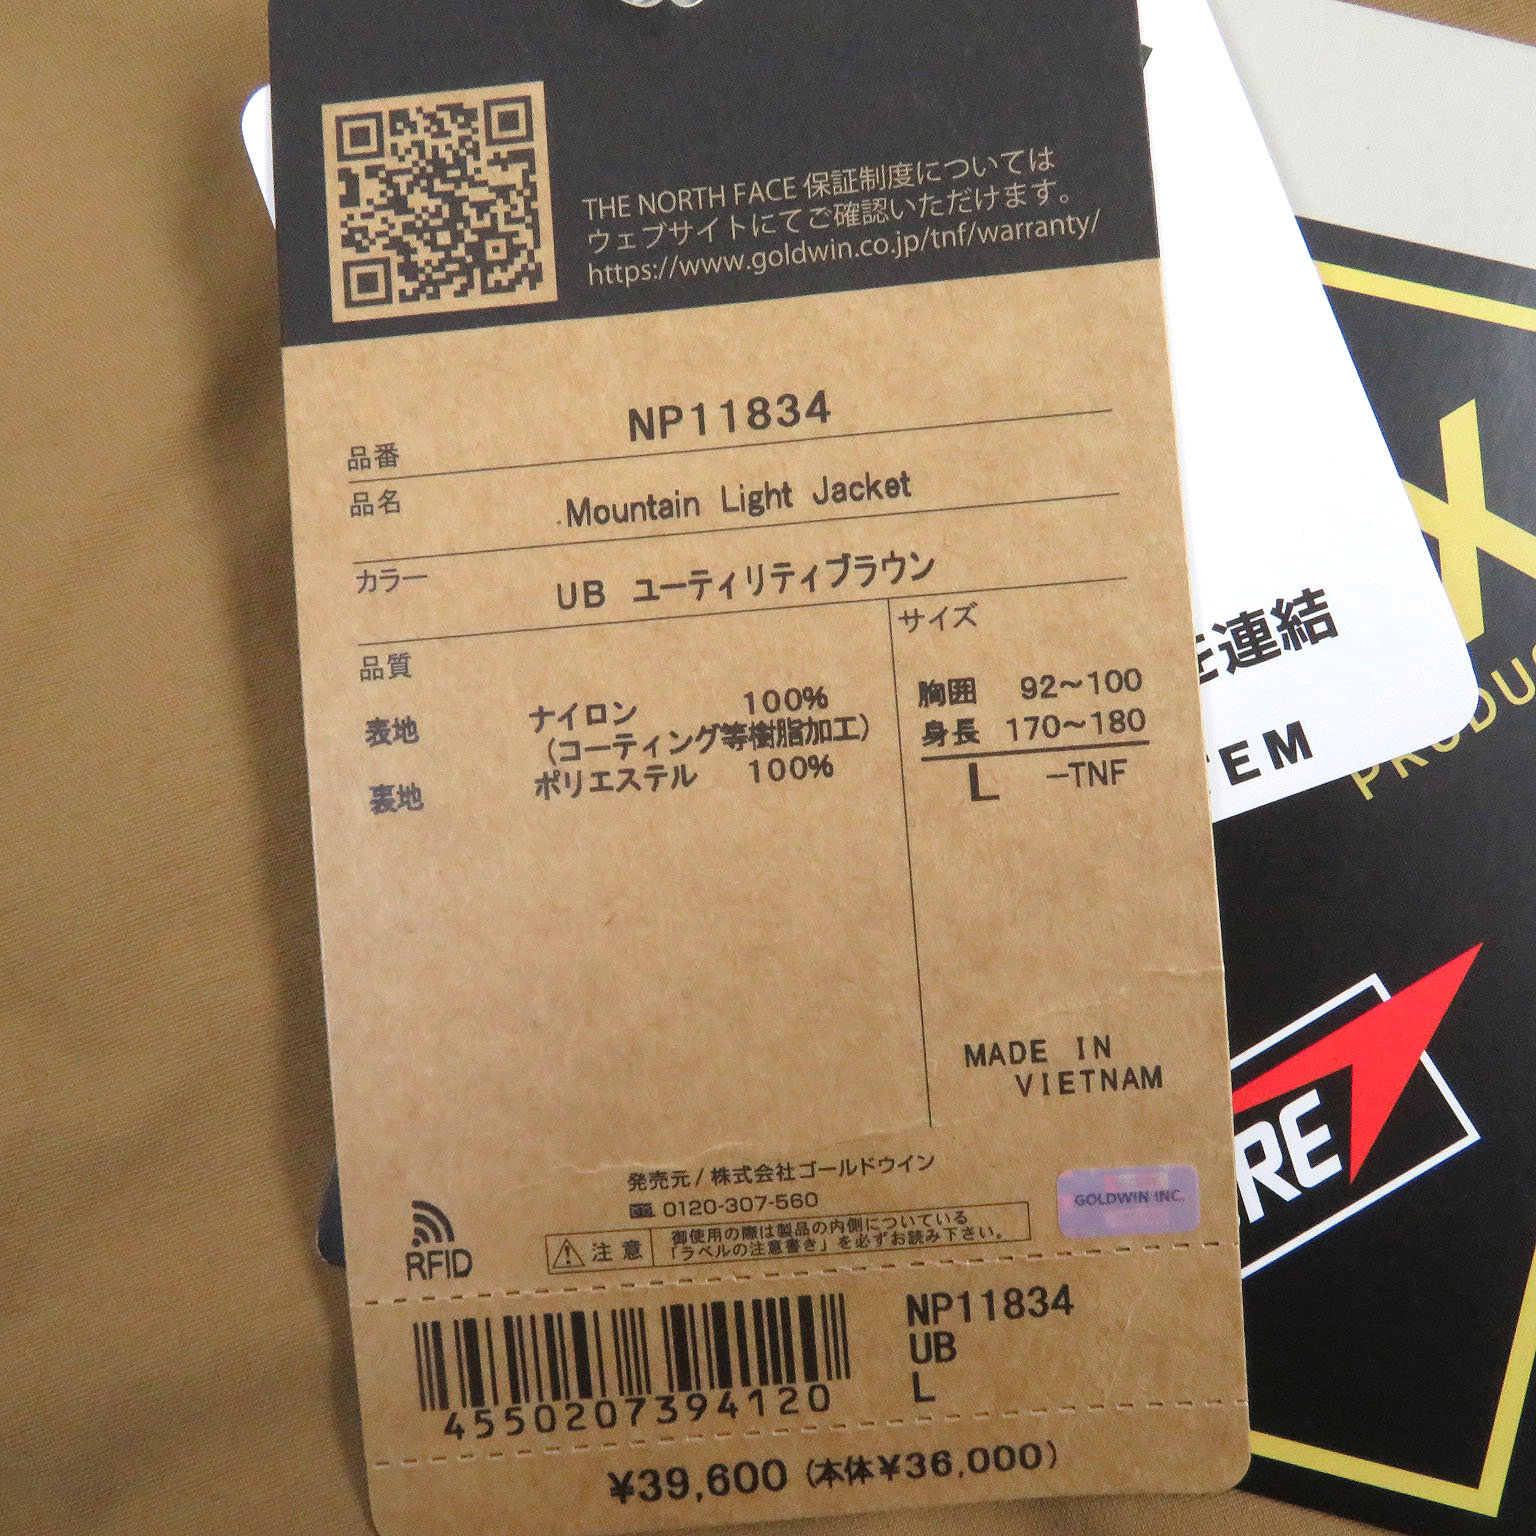 THE NORTH FACE 保証制度については
ウェブサイトにてご確認いただけます。
https://www.goldwin.co.jp/tnf/warranty/
品番 NP11834
品名 Mountain Light Jacket
カラー UB ユーティリティブラウン
品質
表地 ナイロン 100%
(コーティング等樹脂加工)
裏地 ポリエステル 100%
サイズ
胸囲 92~100
身長 170~180
L -TNF
MADE IN
VIETNAM
発売元/株式会社ゴールドウイン
0120-307-560
注意
御使用の際は製品の内側についている
「ラベルの注意書き」を必ずお読み下さい。
GOLDWIN INC.
RFID
4550207394120
NP11834
UB
L
¥39,600 (本体¥36,000)
を連結
EM
X
PRODUC
RE